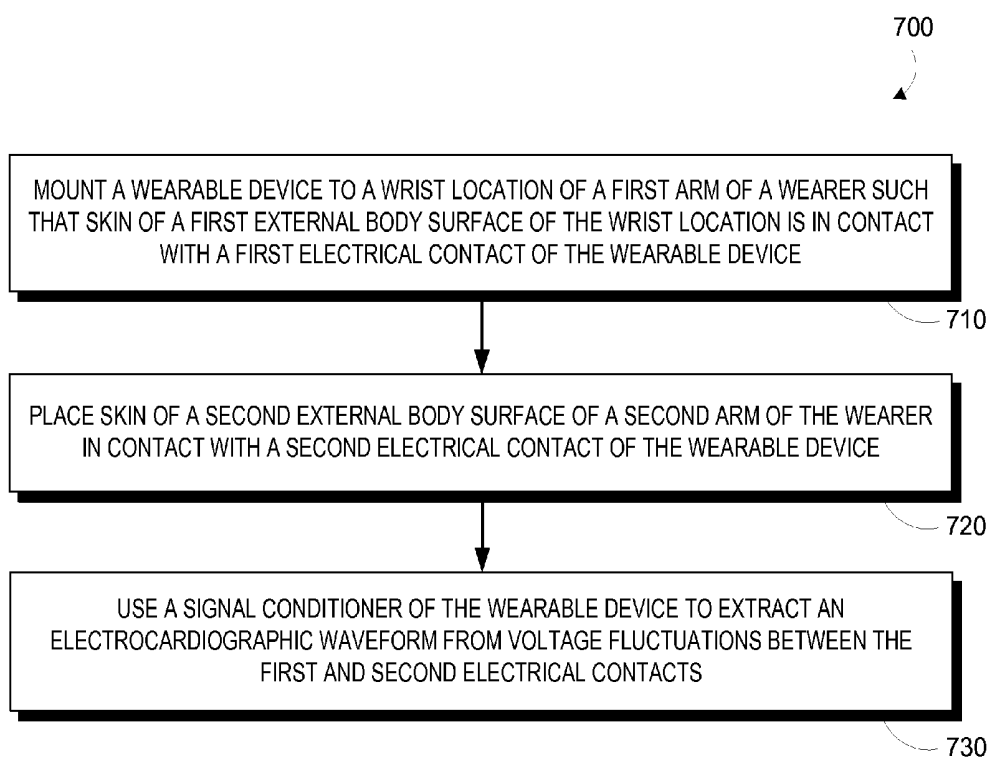 700
MOUNT A WEARABLE DEVICE TO A WRIST LOCATION OF A FIRST ARM OF A WEARER SUCH
THAT SKIN OF A FIRST EXTERNAL BODY SURFACE OF THE WRIST LOCATION IS IN CONTACT
WITH A FIRST ELECTRICAL CONTACT OF THE WEARABLE DEVICE
710
PLACE SKIN OF A SECOND EXTERNAL BODY SURFACE OF A SECOND ARM OF THE WEARER
IN CONTACT WITH A SECOND ELECTRICAL CONTACT OF THE WEARABLE DEVICE
720
USE A SIGNAL CONDITIONER OF THE WEARABLE DEVICE TO EXTRACT AN
ELECTROCARDIOGRAPHIC WAVEFORM FROM VOLTAGE FLUCTUATIONS BETWEEN THE
FIRST AND SECOND ELECTRICAL CONTACTS
730